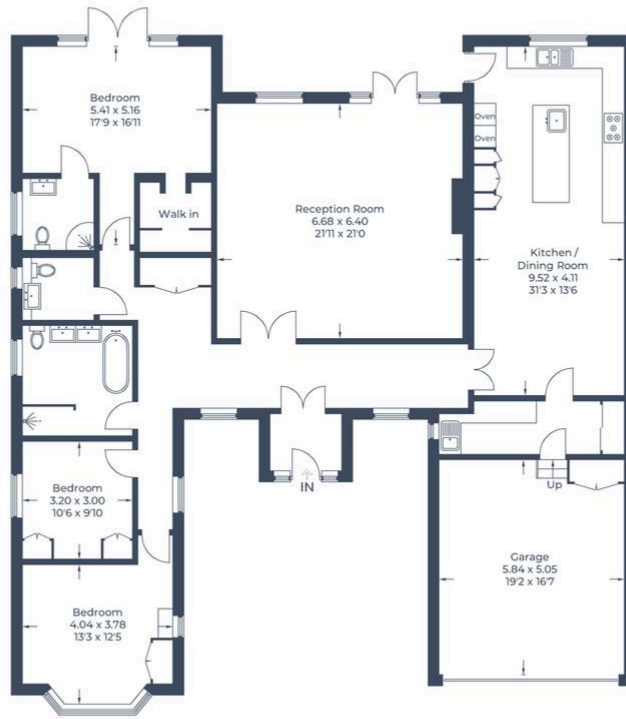 Bedroom
5.41 x 5.16
17'9 x 16'11
Walk in
Reception Room
6.68 x 6.40
21'11 x 21'0
Oven
Oven
Kitchen /
Dining Room
9.52 x 4.11
31'3 x 13'6
IN
Bedroom
3.20 x 3.00
10'6 x 9'10
Up
Garage
5.84 x 5.05
19'2 x 16'7
Bedroom
4.04 x 3.78
13'3 x 12'5